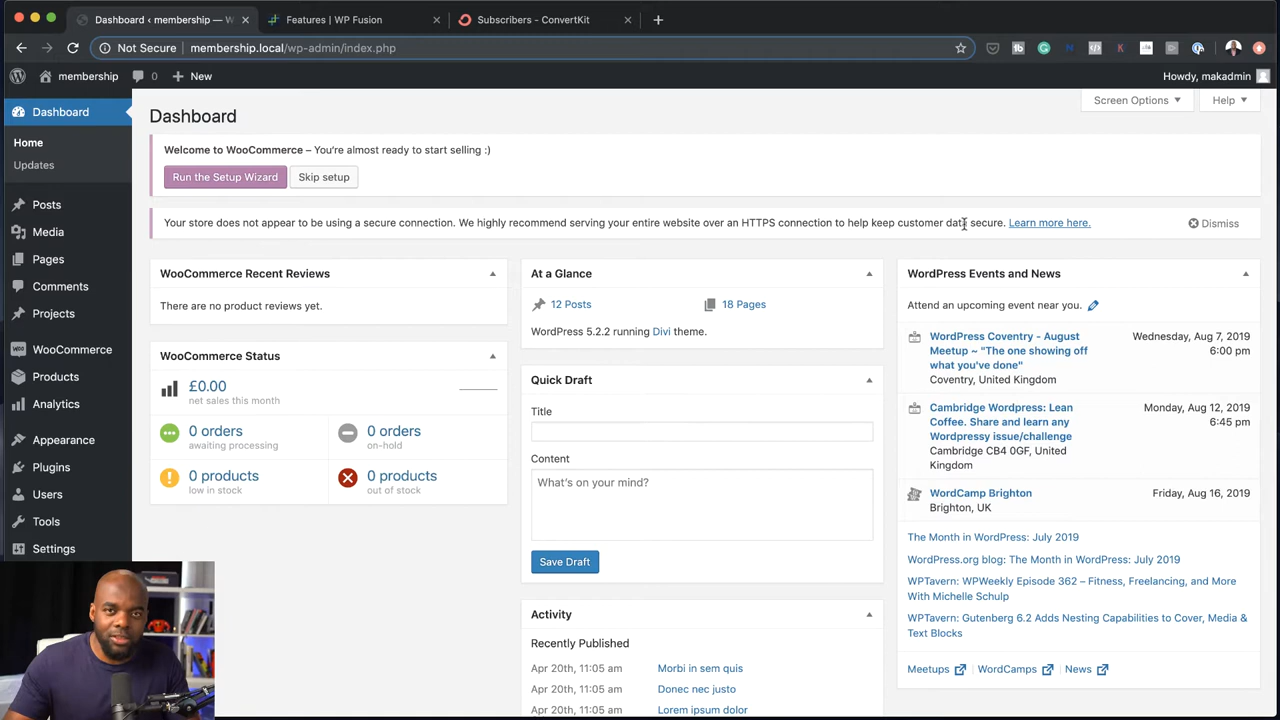 Dashboard ‹ membership — W
Features | WP Fusion
Subscribers - ConvertKit
Not Secure | membership.local/wp-admin/index.php
membership
0
New
Howdy, makadmin
Dashboard
Home
Updates
Posts
Media
Pages
Comments
Projects
WooCommerce
Products
Analytics
Appearance
Plugins
Users
Tools
Settings
Screen Options
Help
Dashboard
Welcome to WooCommerce – You're almost ready to start selling :)
Run the Setup Wizard
Skip setup
Your store does not appear to be using a secure connection. We highly recommend serving your entire website over an HTTPS connection to help keep customer data secure. Learn more here.
Dismiss
WooCommerce Recent Reviews
There are no product reviews yet.
WooCommerce Status
£0.00
net sales this month
0 orders
awaiting processing
0 orders
on-hold
0 products
low in stock
0 products
out of stock
At a Glance
12 Posts
18 Pages
WordPress 5.2.2 running Divi theme.
Quick Draft
Title
Content
What's on your mind?
Save Draft
Activity
Recently Published
Apr 20th, 11:05 am Morbi in sem quis
Apr 20th, 11:05 am Donec nec justo
Apr 20th, 11:05 am Lorem ipsum dolor
WordPress Events and News
Attend an upcoming event near you.
WordPress Coventry - August
Meetup ~ "The one showing off
what you've done"
Coventry, United Kingdom
Wednesday, Aug 7, 2019
6:00 pm
Cambridge Wordpress: Lean
Coffee. Share and learn any
Wordpressy issue/challenge
Cambridge CB4 0GF, United
Kingdom
Monday, Aug 12, 2019
6:45 pm
WordCamp Brighton
Brighton, UK
Friday, Aug 16, 2019
The Month in WordPress: July 2019
WordPress.org blog: The Month in WordPress: July 2019
WPTavern: WPWeekly Episode 362 – Fitness, Freelancing, and More
With Michelle Schulp
WPTavern: Gutenberg 6.2 Adds Nesting Capabilities to Cover, Media &
Text Blocks
Meetups
WordCamps
News